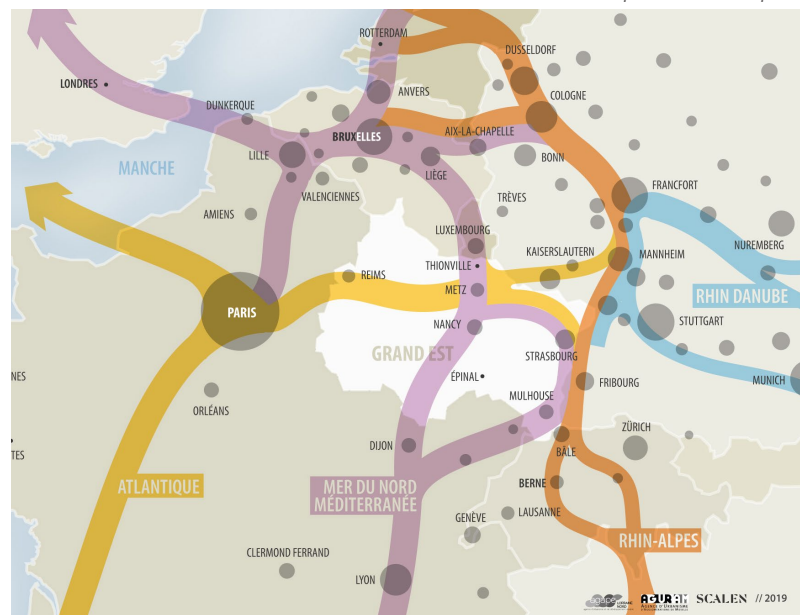 ROTTERDAM
DUSSELDORF
LONDRES
ANVERS
COLOGNE
DUNKERQUE
BRUXELLES
AIX-LA-CHAPELLE
MANCHE
LILLE
BONN
LIÈGE
VALENCIENNES
FRANCFORT
TRÈVES
AMIENS
LUXEMBOURG
NUREMBERG
KAISERSLAUTERN
MANNHEIM
THIONVILLE
REIMS
METZ
RHIN DANUBE
PARIS
NANCY
STUTTGART
GRAND EST
STRASBOURG
ÉPINAL
FRIBOURG
MUNICH
NES
ORLÉANS
MULHOUSE
ZÜRICH
DIJON
BÂLE
TES
ATLANTIQUE
MER DU NORD
MÉDITERRANÉE
BERNE
LAUSANNE
GENÈVE
RHIN-ALPES
CLERMOND FERRAND
LYON
AGURAM
SCALEN // 2019